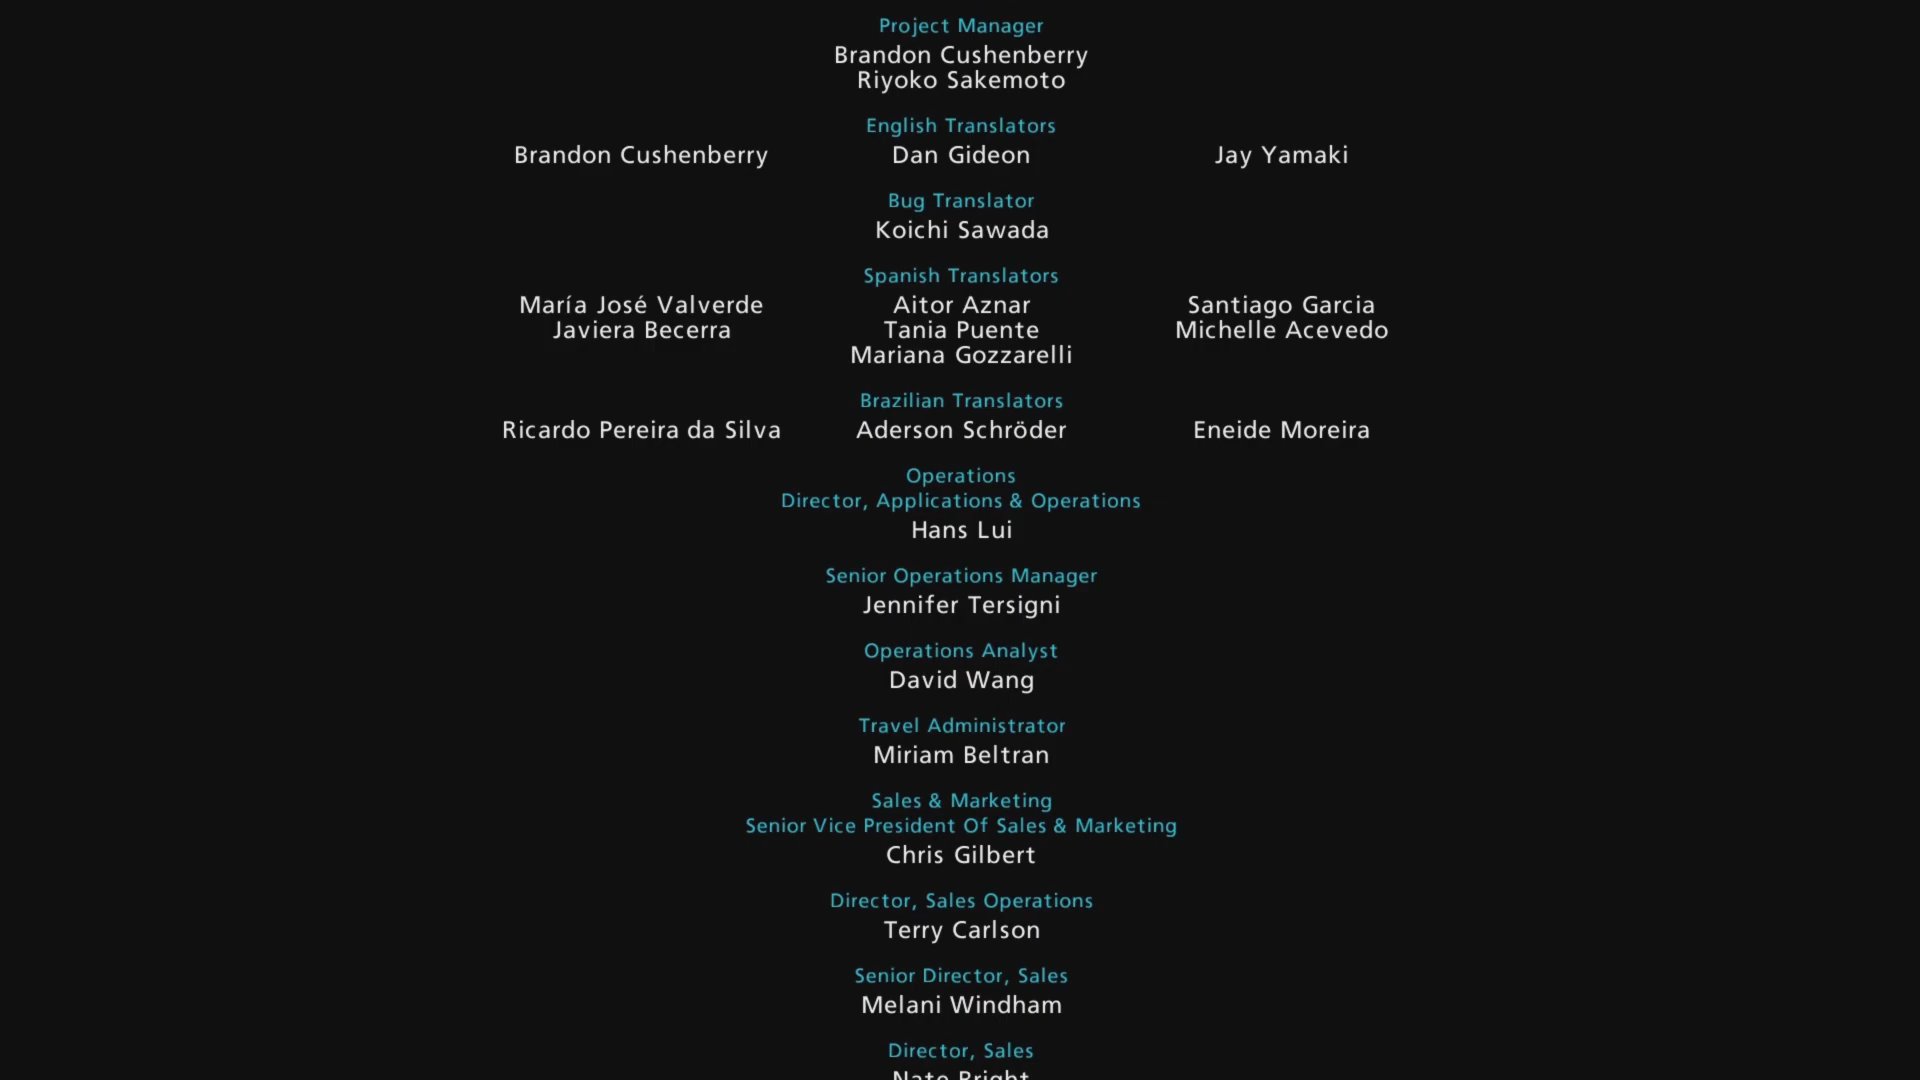 Project Manager
Brandon Cushenberry
Riyoko Sakemoto
English Translators
Brandon Cushenberry Dan Gideon Jay Yamaki
Bug Translator
Koichi Sawada
Spanish Translators
María José Valverde Aitor Aznar Santiago Garcia
Javiera Becerra Tania Puente Michelle Acevedo
Mariana Gozzarelli
Brazilian Translators
Ricardo Pereira da Silva Aderson Schröder Eneide Moreira
Operations
Director, Applications & Operations
Hans Lui
Senior Operations Manager
Jennifer Tersigni
Operations Analyst
David Wang
Travel Administrator
Miriam Beltran
Sales & Marketing
Senior Vice President Of Sales & Marketing
Chris Gilbert
Director, Sales Operations
Terry Carlson
Senior Director, Sales
Melani Windham
Director, Sales
Nate Bright